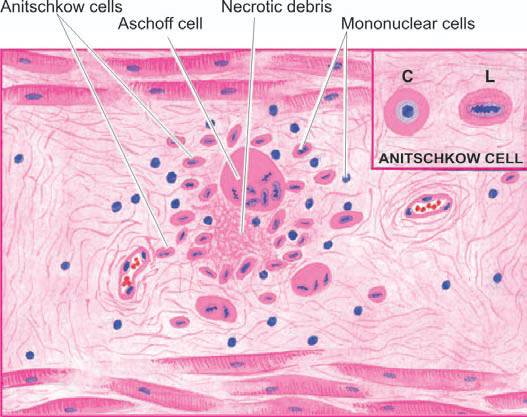 Anitschkow cells
Aschoff cell
Necrotic debris
Mononuclear cells
C
L
ANITSCHKOW CELL